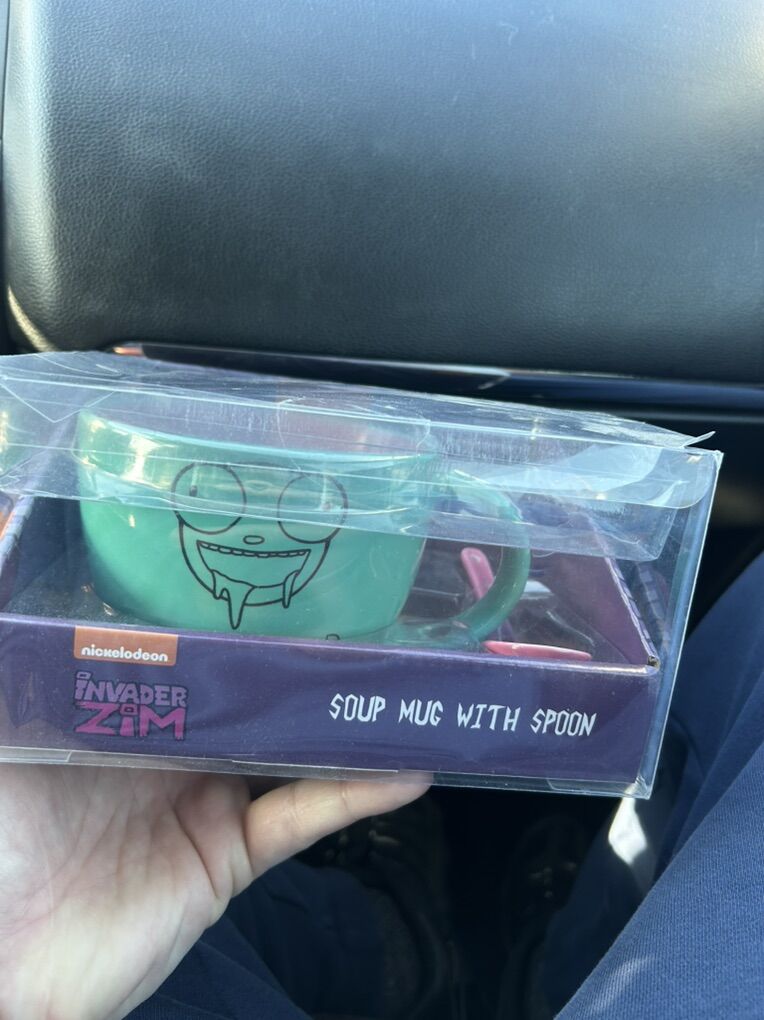 nickelodeon
INVADER
ZIM
SOUP MUG WITH SPOON